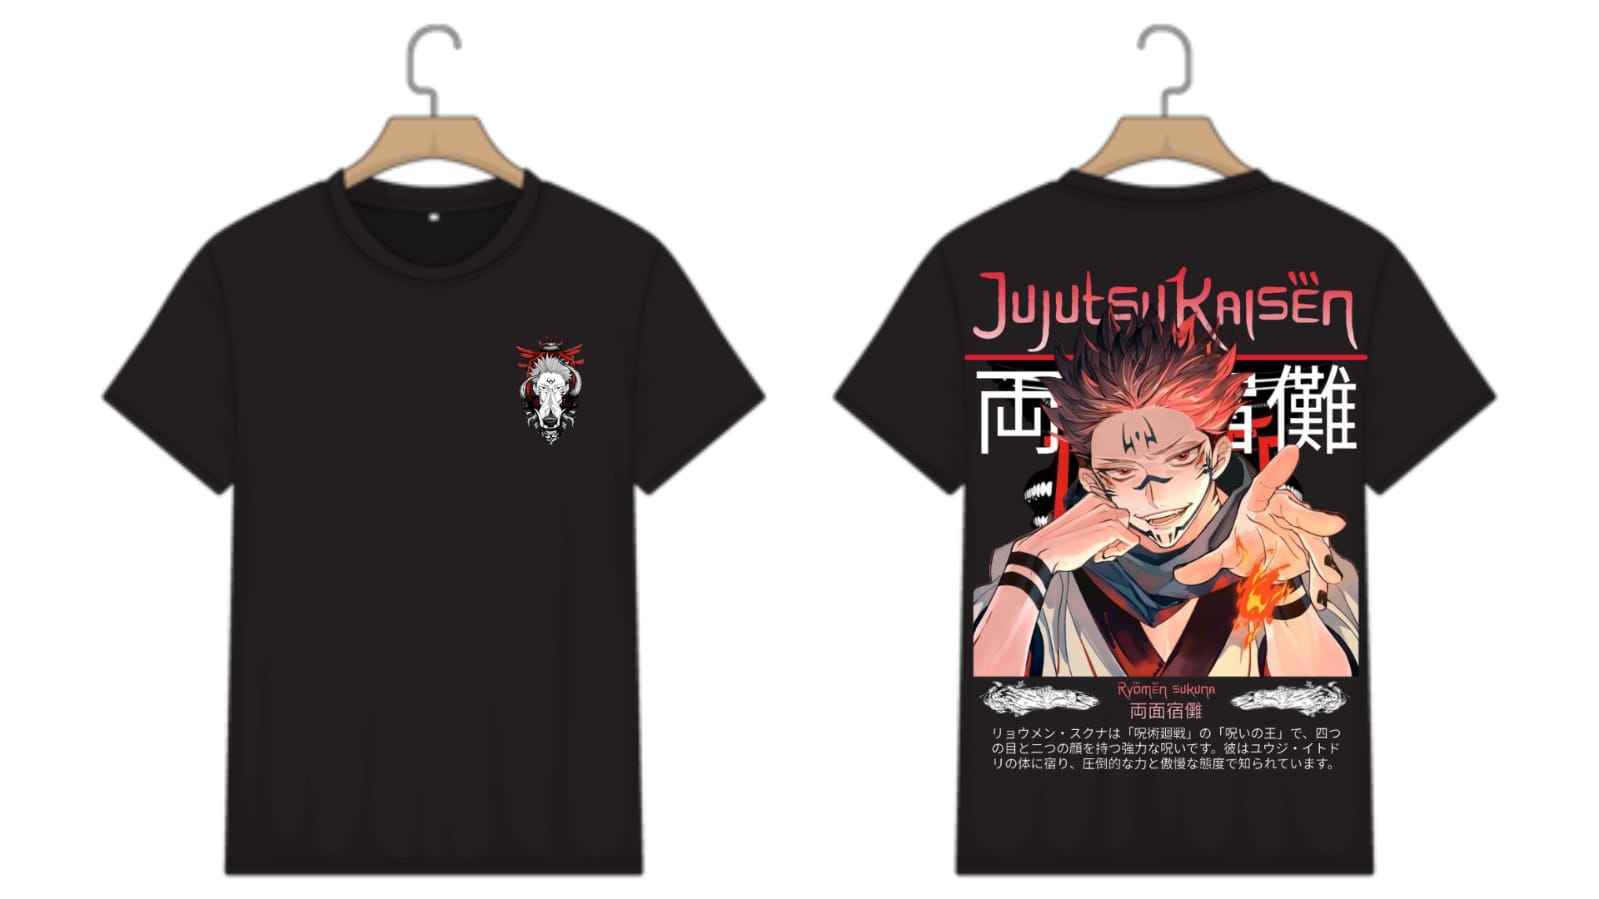 Jujutsu Kaisen
両宿儺
Ryomen Sukuna
両面宿儺
リョウメン・スクナは「呪術廻戦」の「呪いの王」で、四つ
の目と二つの顔を持つ強力な呪いです。彼はユウジ・イトド
リの体に宿り、圧倒的な力と傲慢な態度で知られています。